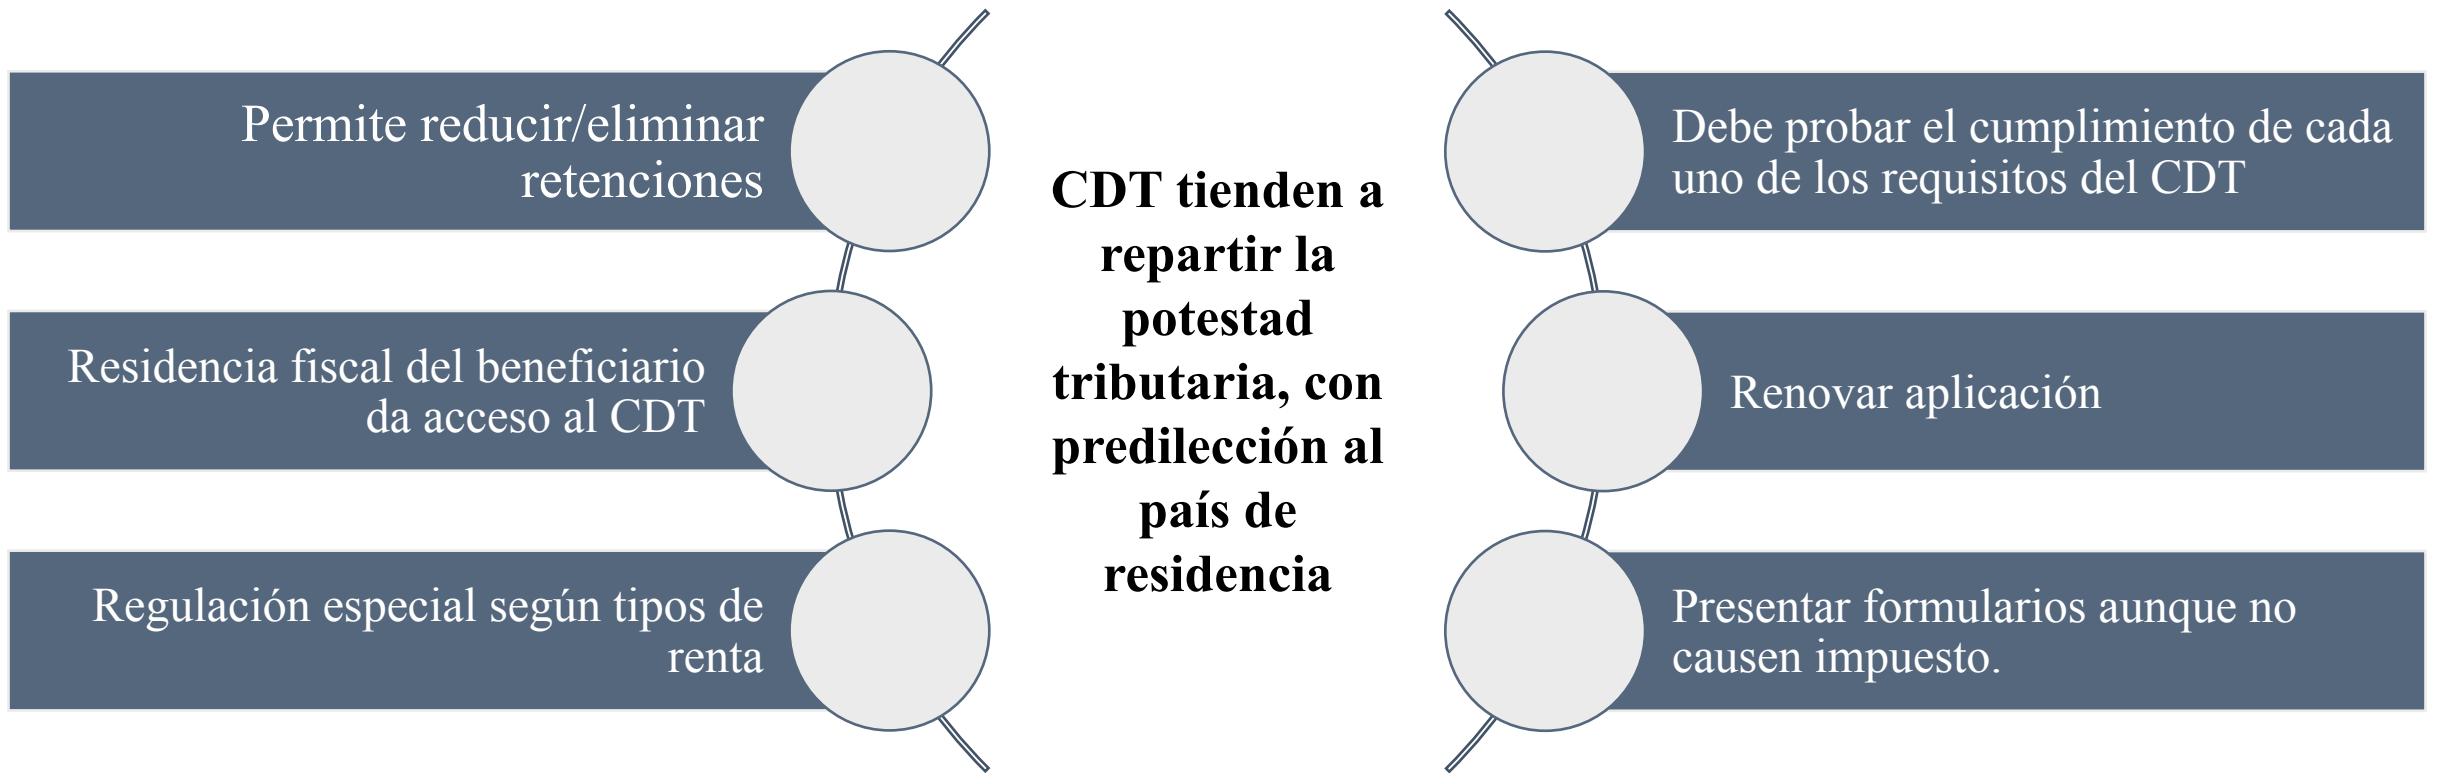 Permite reducir/eliminar
retenciones
Residencia fiscal del beneficiario
da acceso al CDT
Regulación especial según tipos de
renta
CDT tienden a
repartir la
potestad
tributaria, con
predilección al
país de
residencia
Debe probar el cumplimiento de cada
uno de los requisitos del CDT
Renovar aplicación
Presentar formularios aunque no
causen impuesto.